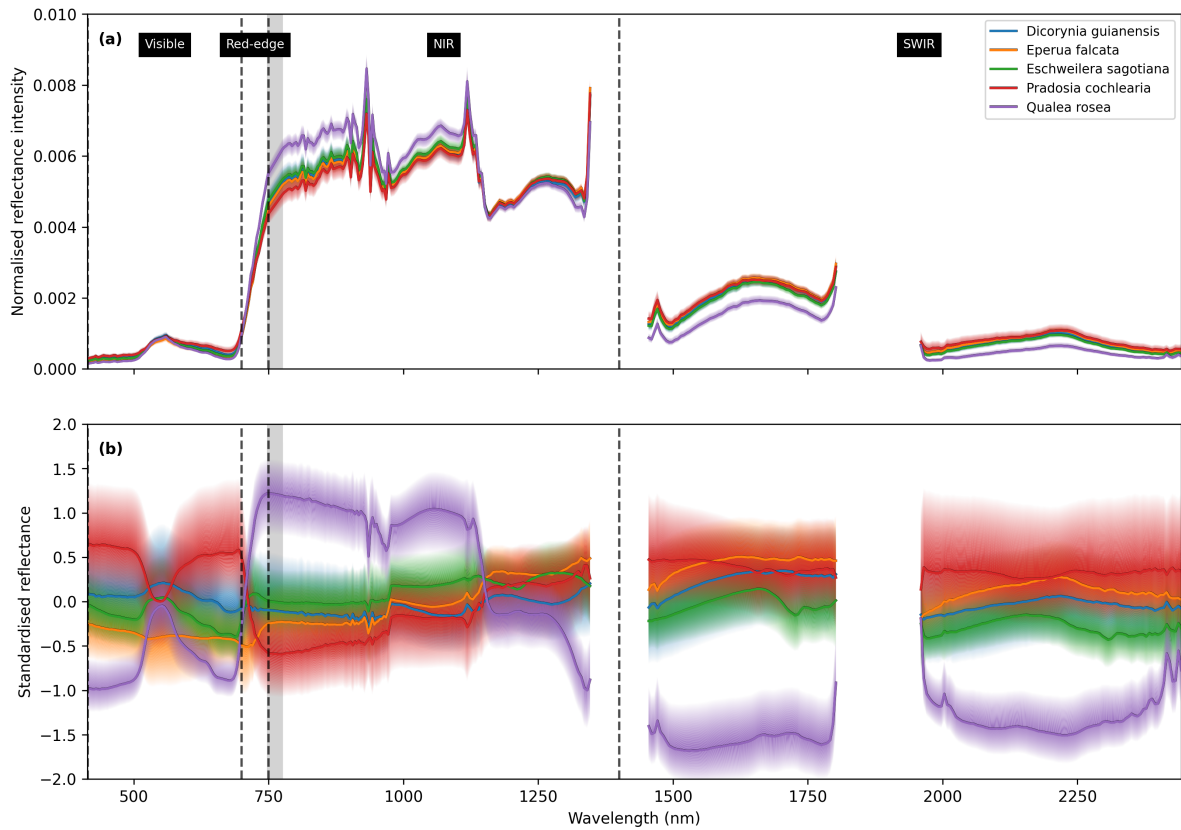 (a)
Visible
Red-edge
NIR
SWIR
Dicorynia guianensis
Eperua falcata
Eschweilera sagotiana
Pradosia cochlearia
Qualea rosea
Normalised reflectance intensity
0.010
0.008
0.006
0.004
0.002
0.000
(b)
Standardised reflectance
2.0
1.5
1.0
0.5
0.0
−0.5
−1.0
−1.5
−2.0
500
750
1000
1250
1500
1750
2000
2250
Wavelength (nm)